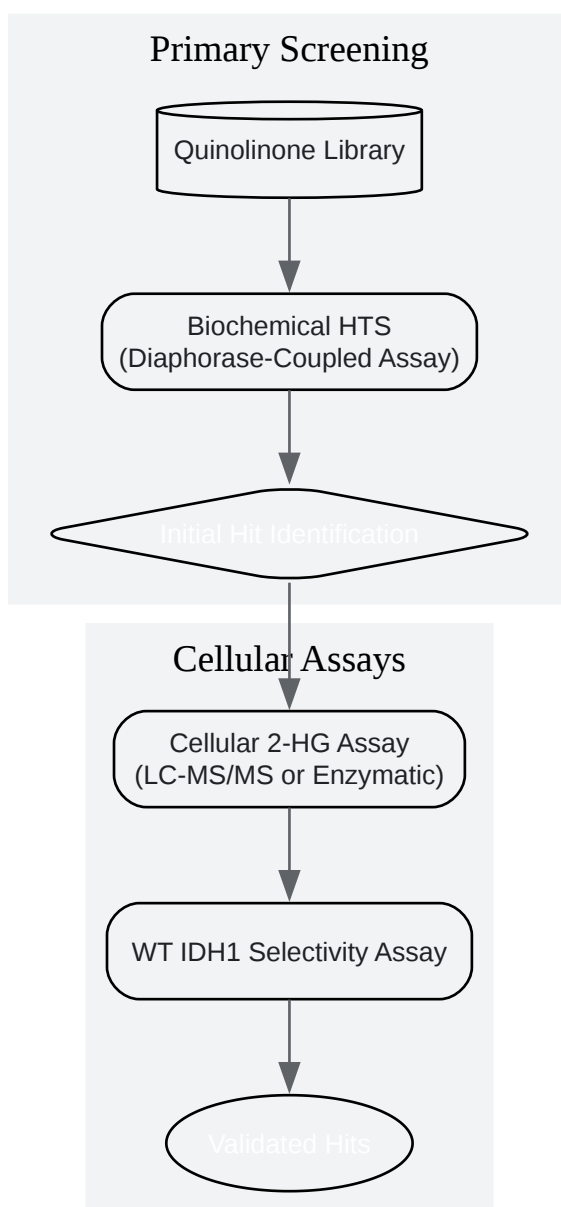 Primary Screening
Quinolinone Library
Biochemical HTS
(Diaphorase-Coupled Assay)
Initial Hit Identification
Cellular Assays
Cellular 2-HG Assay
(LC-MS/MS or Enzymatic)
WT IDH1 Selectivity Assay
Validated Hits